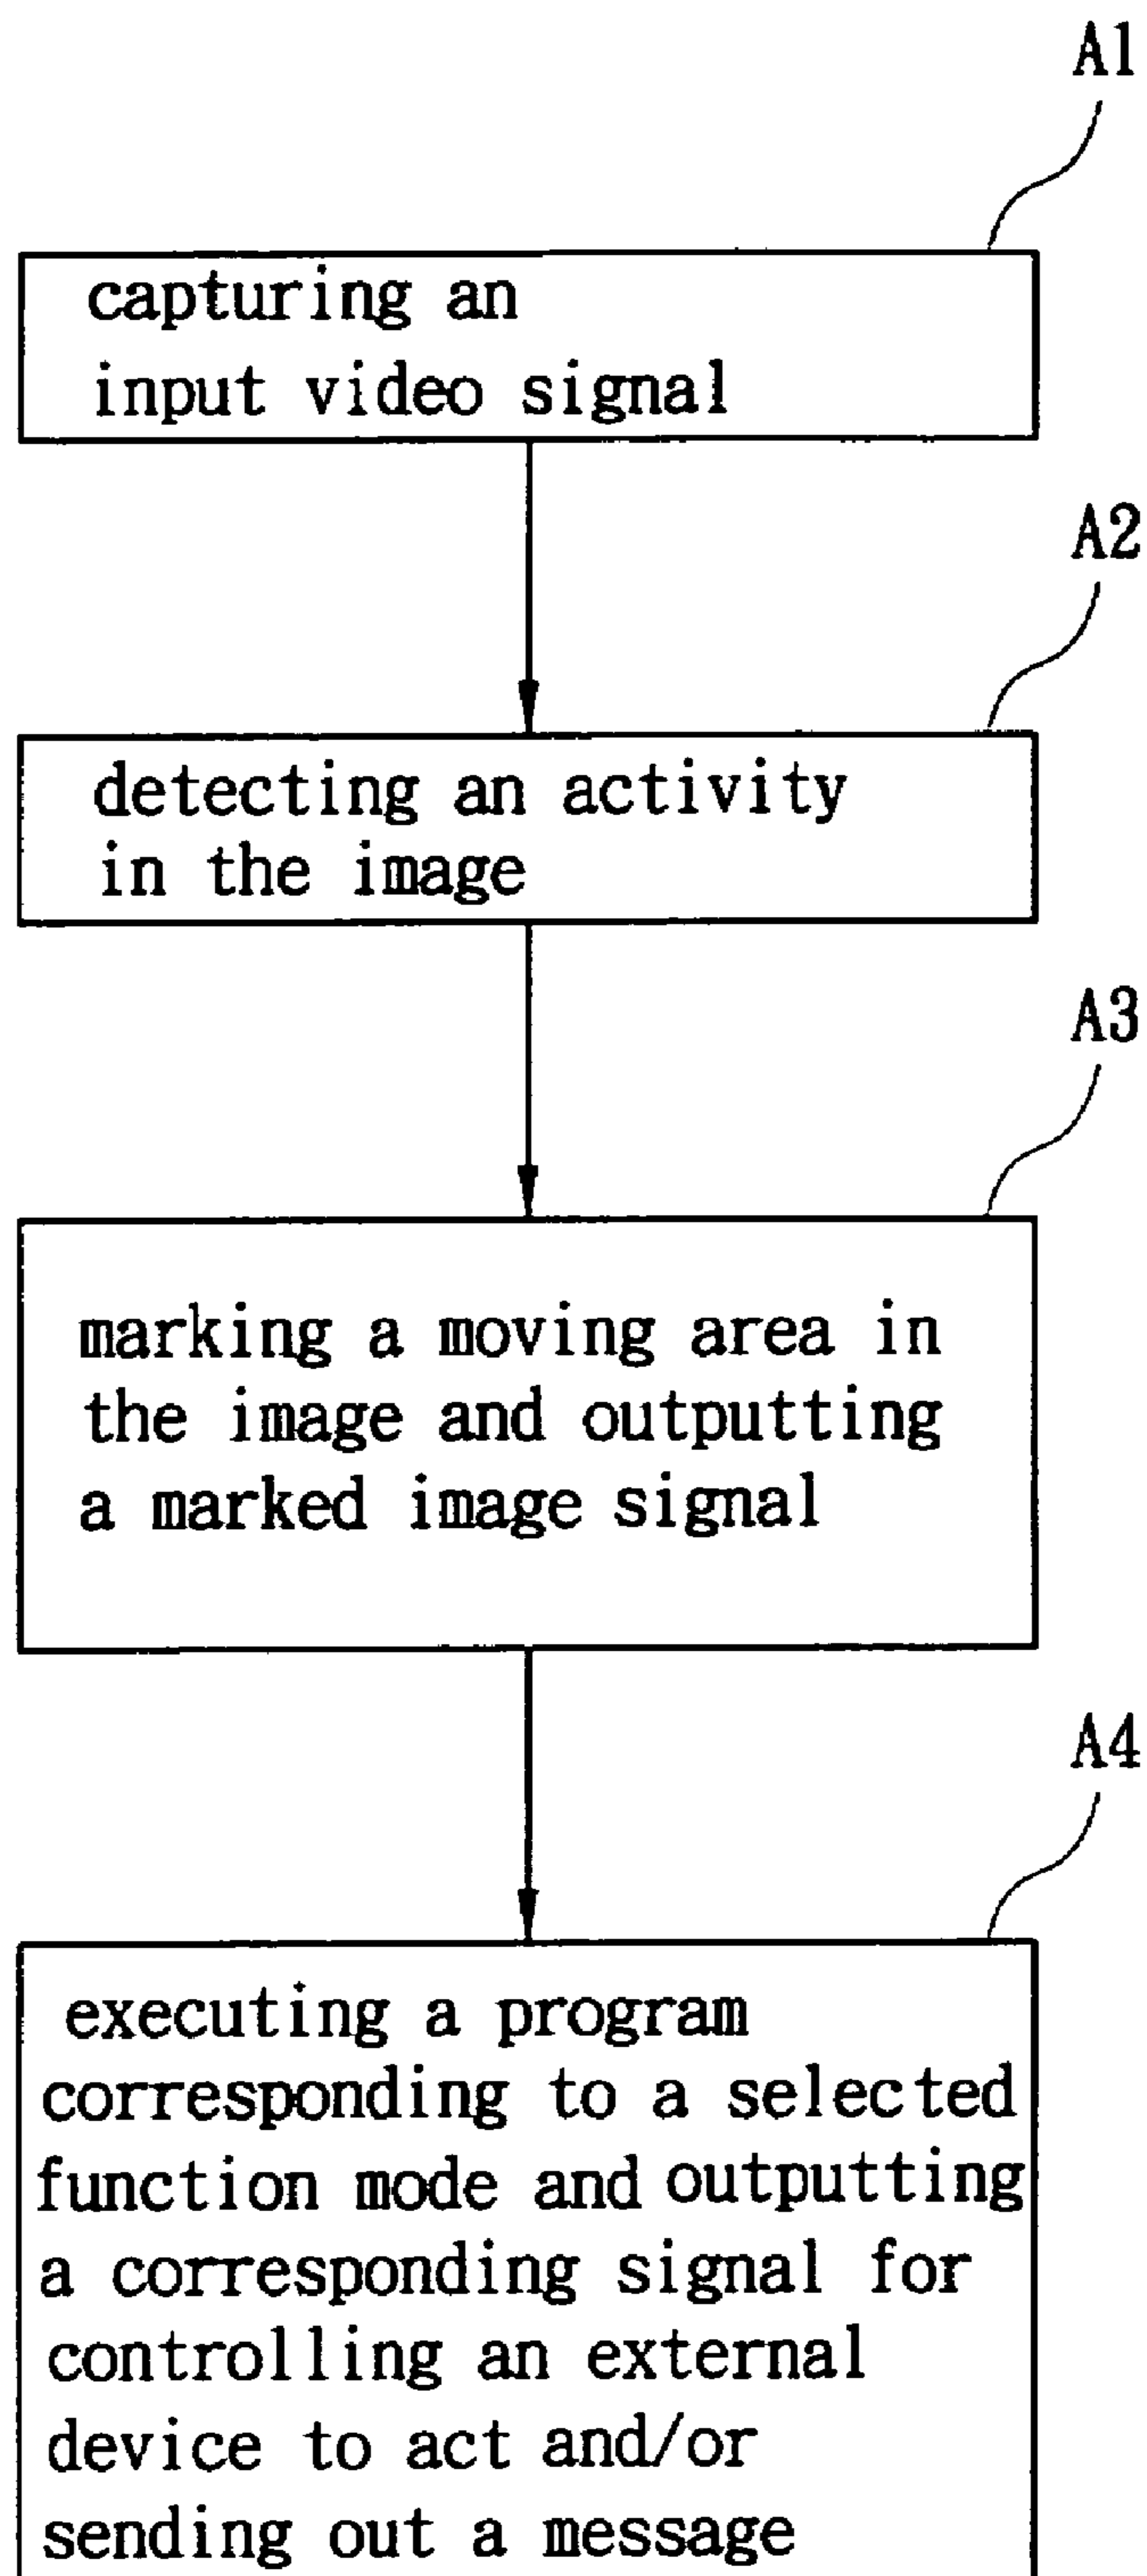 A1
capturing an
input video signal
A2
detecting an activity
in the image
A3
marking a moving area in
the image and outputting
a marked image signal
A4
executing a program
corresponding to a selected
function mode and outputting
a corresponding signal for
controlling an external
device to act and/or
sending out a message